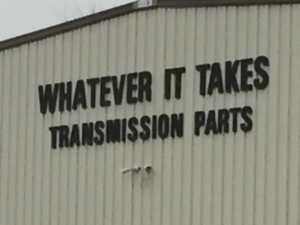 WHATEVER IT TAKES
TRANSMISSION PARTS